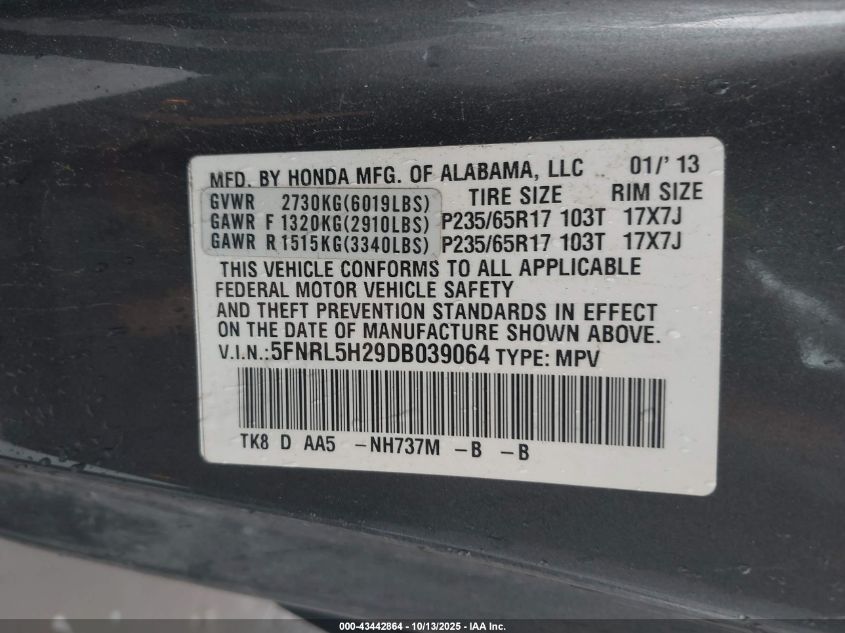 MFD. BY HONDA MFG. OF ALABAMA, LLC 01/'13
GVWR 2730KG(6019LBS) TIRE SIZE RIM SIZE
GAWR F 1320KG(2910LBS) P235/65R17 103T 17X7J
GAWR R 1515KG(3340LBS) P235/65R17 103T 17X7J
THIS VEHICLE CONFORMS TO ALL APPLICABLE
FEDERAL MOTOR VEHICLE SAFETY
AND THEFT PREVENTION STANDARDS IN EFFECT
ON THE DATE OF MANUFACTURE SHOWN ABOVE.
V.I.N.:5FNRL5H29DB039064 TYPE: MPV
TK8 D AA5 -NH737M -B -B
000-43442864 - 10/13/2025 - IAA Inc.